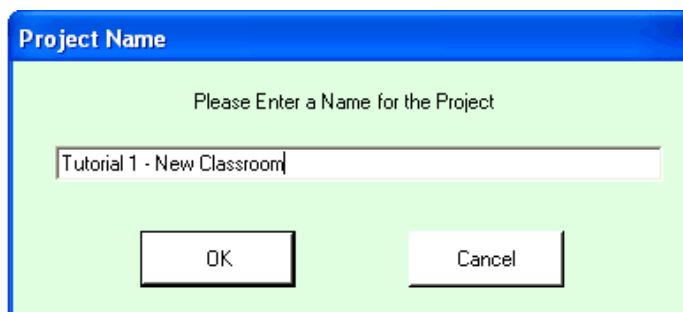 Project Name
Please Enter a Name for the Project
Tutorial 1 - New Classroom
OK Cancel